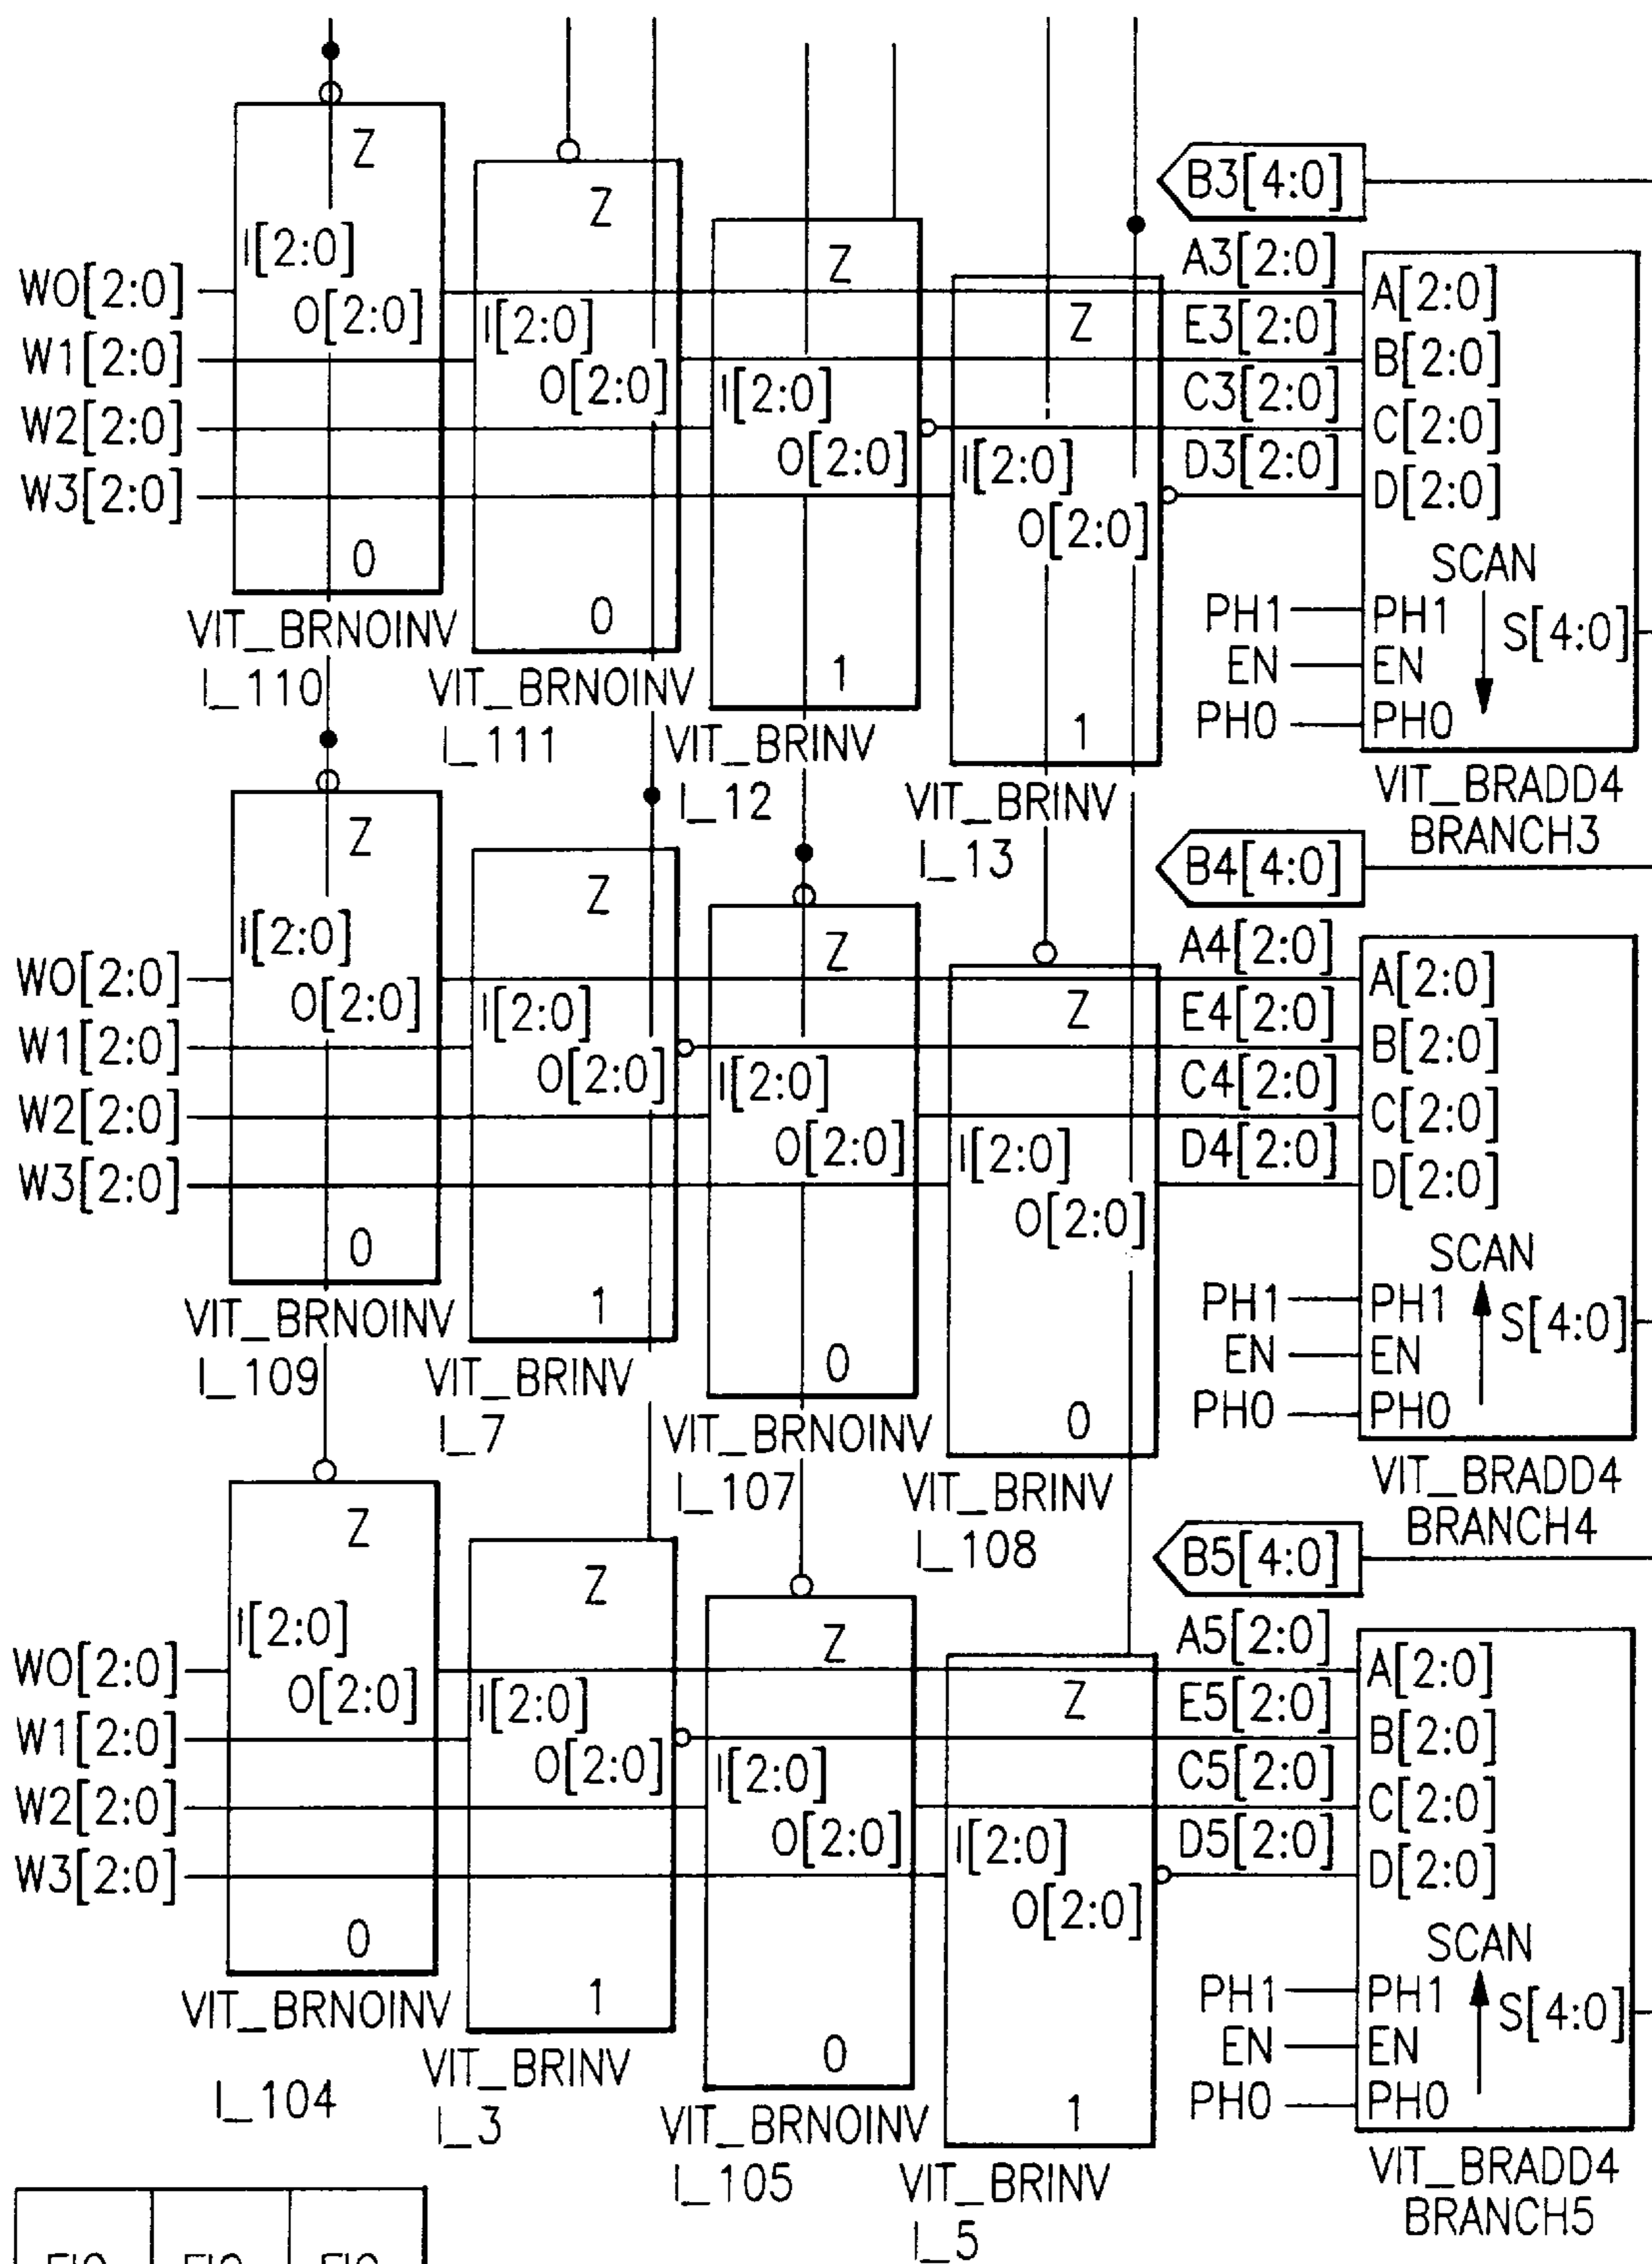 Z
I[2:0]
O[2:0]
0
VIT_BRNOINV
I_110
Z
I[2:0]
O[2:0]
0
VIT_BRNOINV
I_111
Z
I[2:0]
O[2:0]
1
VIT_BRINV
I_12
Z
I[2:0]
O[2:0]
1
VIT_BRINV
I_13
W0[2:0]
W1[2:0]
W2[2:0]
W3[2:0]
B3[4:0]
A3[2:0]
E3[2:0]
C3[2:0]
D3[2:0]
A[2:0]
B[2:0]
C[2:0]
D[2:0]
SCAN
PH1 PH1 S[4:0]
EN EN
PH0 PH0
VIT_BRADD4
BRANCH3
Z
I[2:0]
O[2:0]
0
VIT_BRNOINV
I_109
Z
I[2:0]
O[2:0]
1
VIT_BRINV
I_7
Z
I[2:0]
O[2:0]
0
VIT_BRNOINV
I_107
Z
I[2:0]
O[2:0]
0
VIT_BRINV
I_108
W0[2:0]
W1[2:0]
W2[2:0]
W3[2:0]
B4[4:0]
A4[2:0]
E4[2:0]
C4[2:0]
D4[2:0]
A[2:0]
B[2:0]
C[2:0]
D[2:0]
SCAN
PH1 PH1 S[4:0]
EN EN
PH0 PH0
VIT_BRADD4
BRANCH4
Z
I[2:0]
O[2:0]
0
VIT_BRNOINV
I_104
Z
I[2:0]
O[2:0]
1
VIT_BRINV
I_3
Z
I[2:0]
O[2:0]
0
VIT_BRNOINV
I_105
Z
I[2:0]
O[2:0]
1
VIT_BRINV
I_5
W0[2:0]
W1[2:0]
W2[2:0]
W3[2:0]
B5[4:0]
A5[2:0]
E5[2:0]
C5[2:0]
D5[2:0]
A[2:0]
B[2:0]
C[2:0]
D[2:0]
SCAN
PH1 PH1 S[4:0]
EN EN
PH0 PH0
VIT_BRADD4
BRANCH5